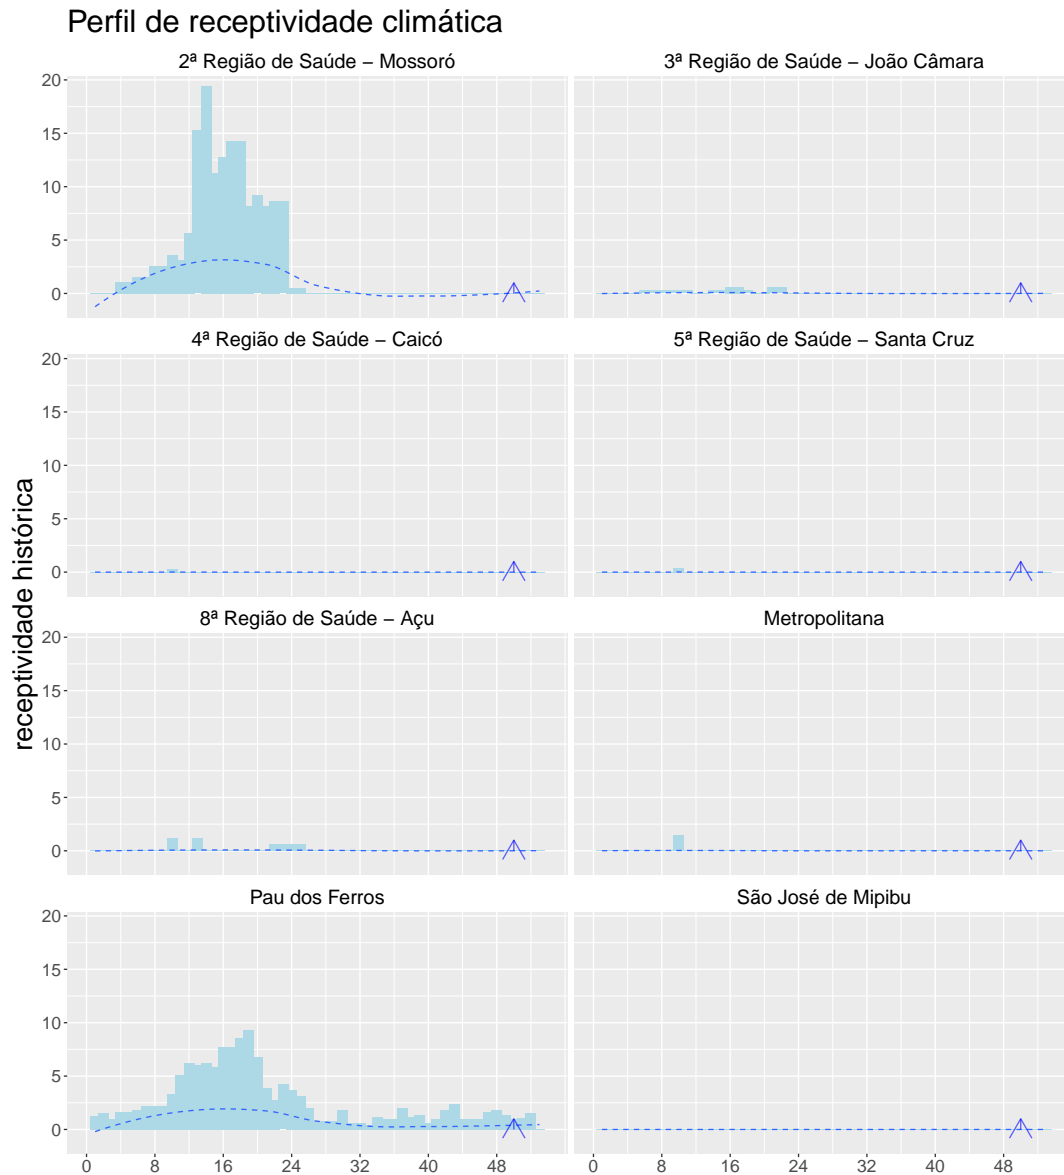 Perfil de receptividade climática
2ª Região de Saúde – Mossoró
3ª Região de Saúde – João Câmara
20
15
10
5
0
4ª Região de Saúde – Caicó
5ª Região de Saúde – Santa Cruz
20
15
10
5
0
receptividade histórica
8ª Região de Saúde – Açu
Metropolitana
20
15
10
5
0
Pau dos Ferros
São José de Mipibu
20
15
10
5
0
0 8 16 24 32 40 48
0 8 16 24 32 40 48